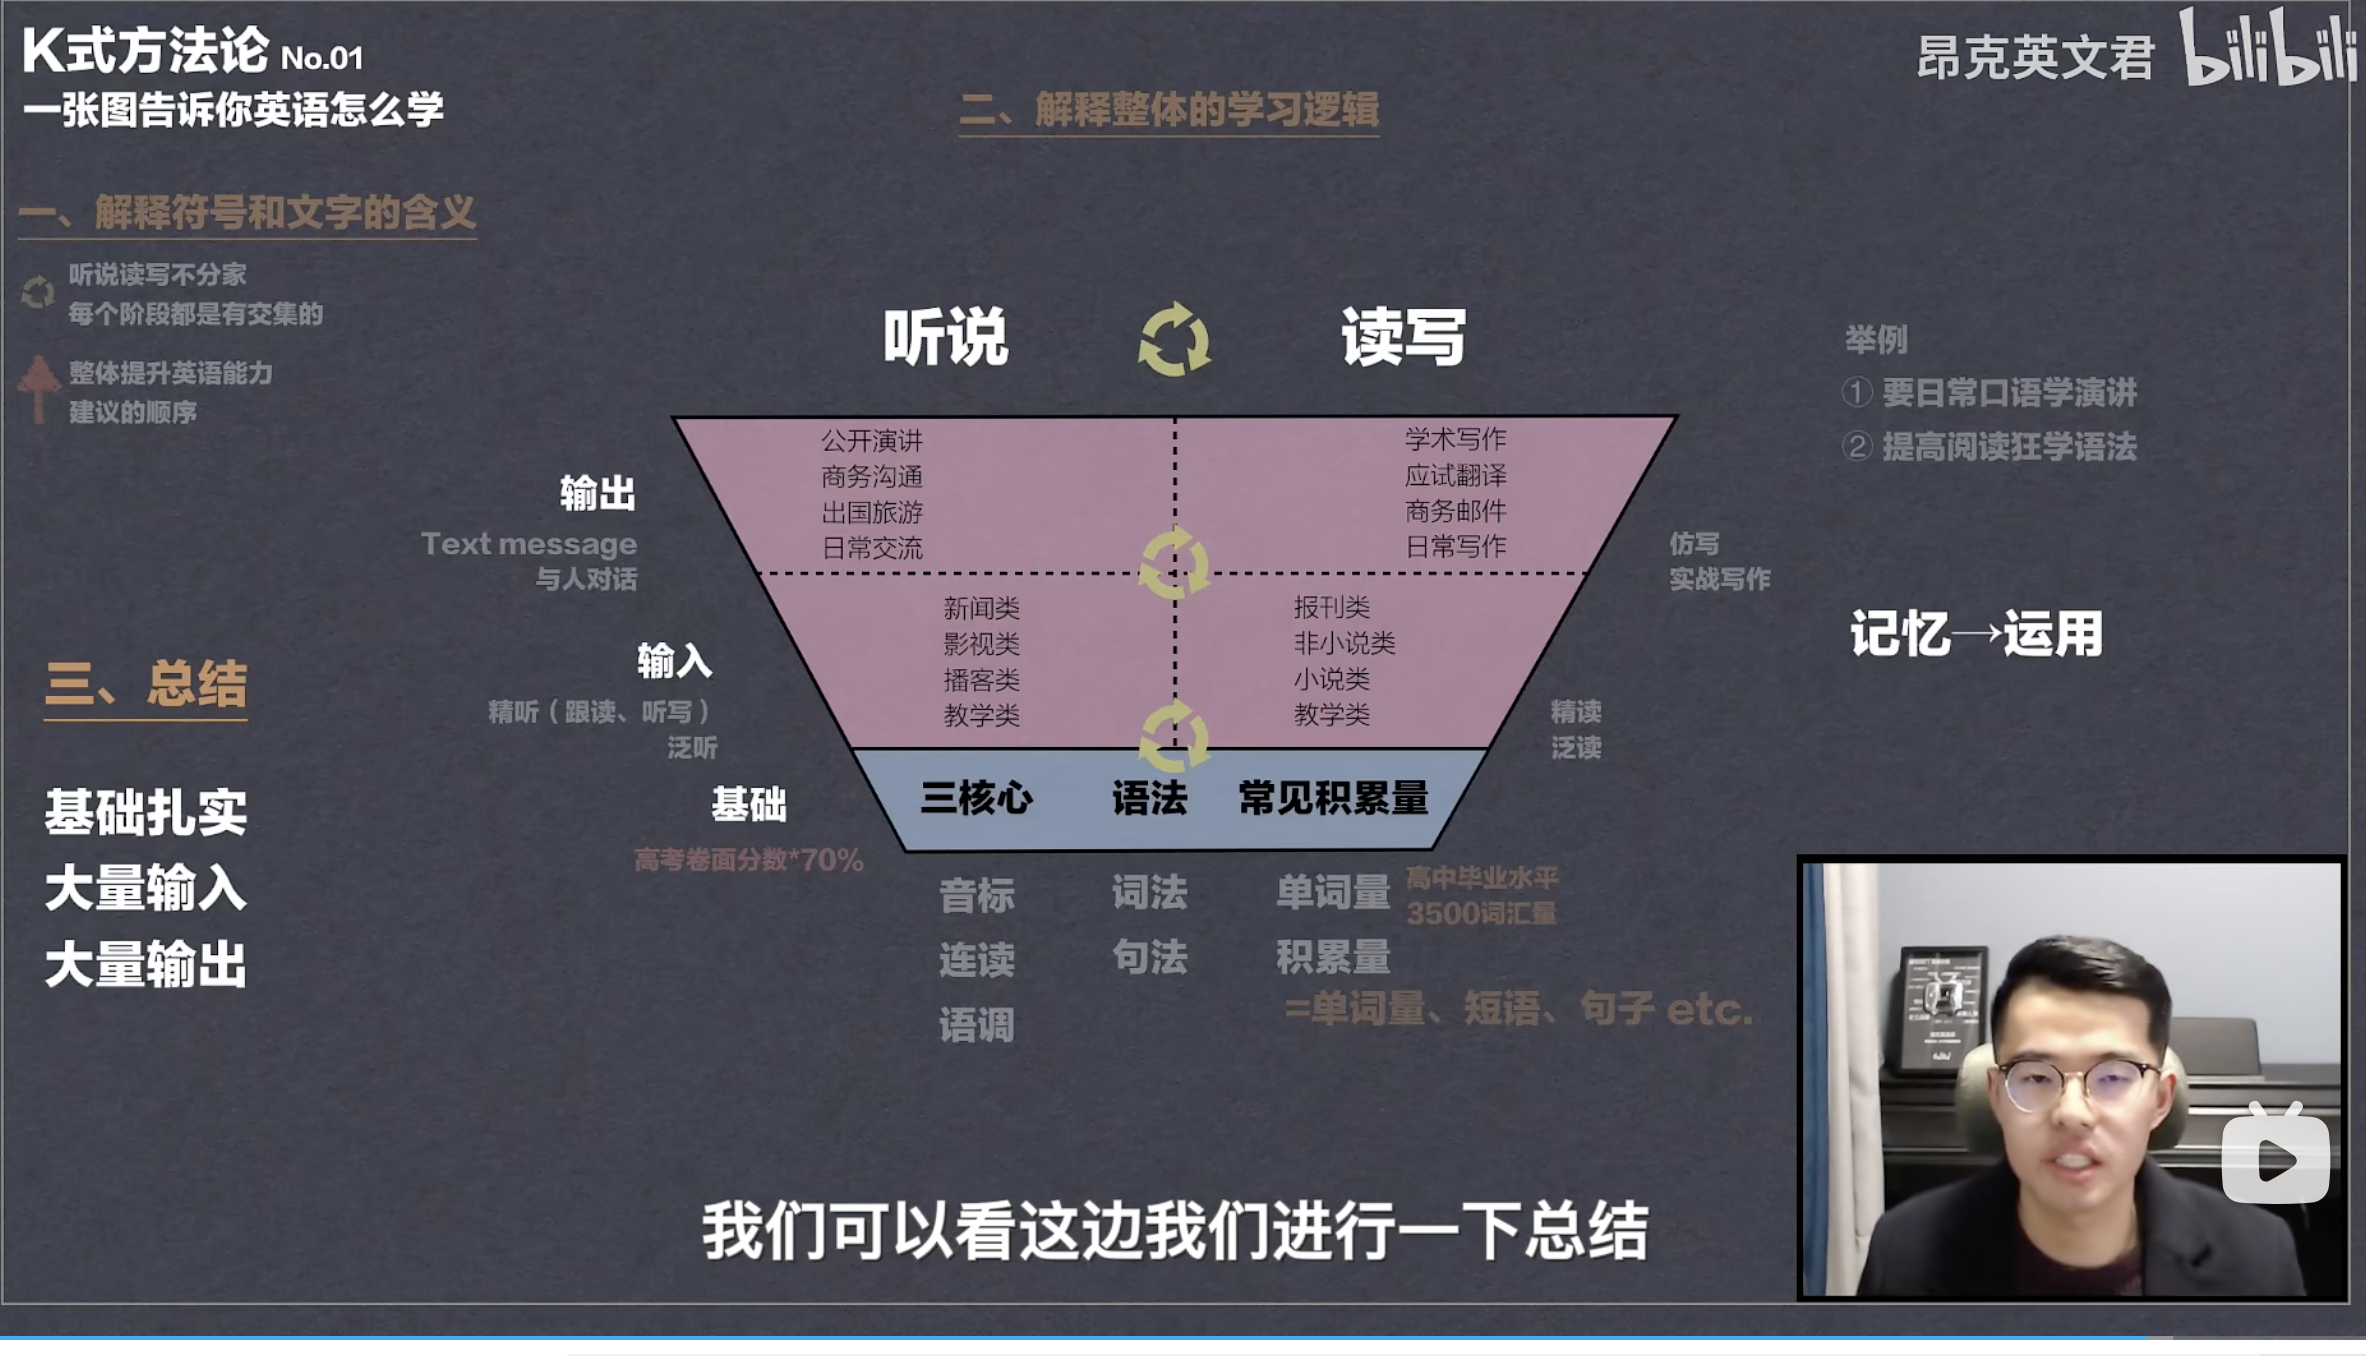 K式方法论 No.01
一张图告诉你英语怎么学
昂克英文君 bilibili
二、解释整体的学习逻辑
一、解释符号和文字的含义
听说读写不分家
每个阶段都是有交集的
整体提升英语能力
建议的顺序
听说 读写
举例
① 要日常口语学演讲
② 提高阅读狂学语法
输出
Text message
与人对话
公开演讲
商务沟通
出国旅游
日常交流
学术写作
应试翻译
商务邮件
日常写作
仿写
实战写作
记忆→运用
输入
精听（跟读、听写）
泛听
新闻类
影视类
播客类
教学类
报刊类
非小说类
小说类
教学类
精读
泛读
三、总结
基础扎实
大量输入
大量输出
基础
高考卷面分数*70%
三核心 语法 常见积累量
音标 词法 单词量
高中毕业水平
3500词汇量
连读 句法 积累量
=单词量、短语、句子 etc.
语调
我们可以看这边我们进行一下总结